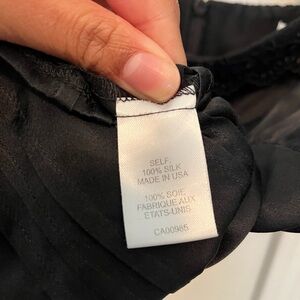 SELF
100% SILK
MADE IN USA
100% SOIE
FABRIQUE AUX
ETATS-UNIS
CA00985